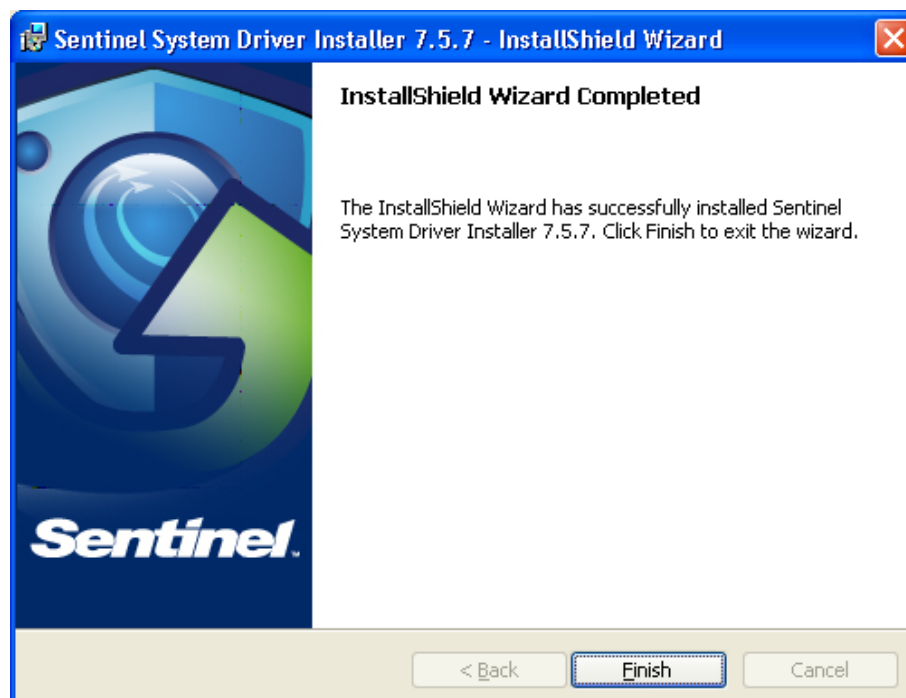 Sentinel System Driver Installer 7.5.7 - InstallShield Wizard
InstallShield Wizard Completed
The InstallShield Wizard has successfully installed Sentinel
System Driver Installer 7.5.7. Click Finish to exit the wizard.
Sentinel™
< Back Finish Cancel